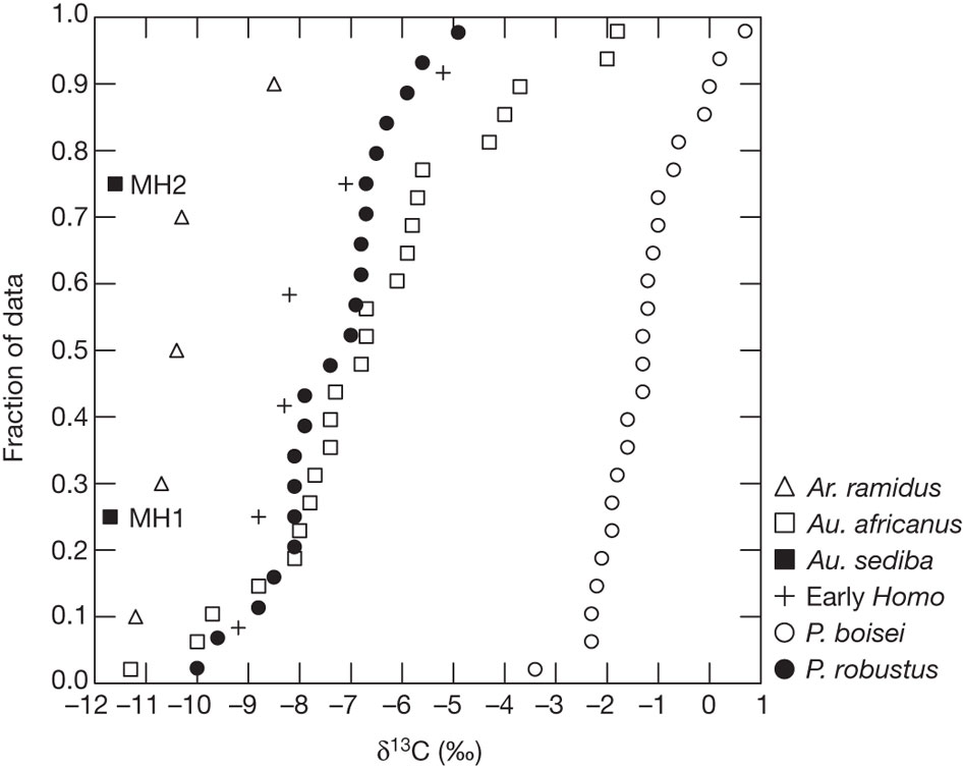 1.0
0.9
0.8
0.7
0.6
0.5
0.4
0.3
0.2
0.1
0.0
Fraction of data
MH2
MH1
−12 −11 −10 −9 −8 −7 −6 −5 −4 −3 −2 −1 0 1
δ¹³C (‰)
Ar. ramidus
Au. africanus
Au. sediba
Early Homo
P. boisei
P. robustus